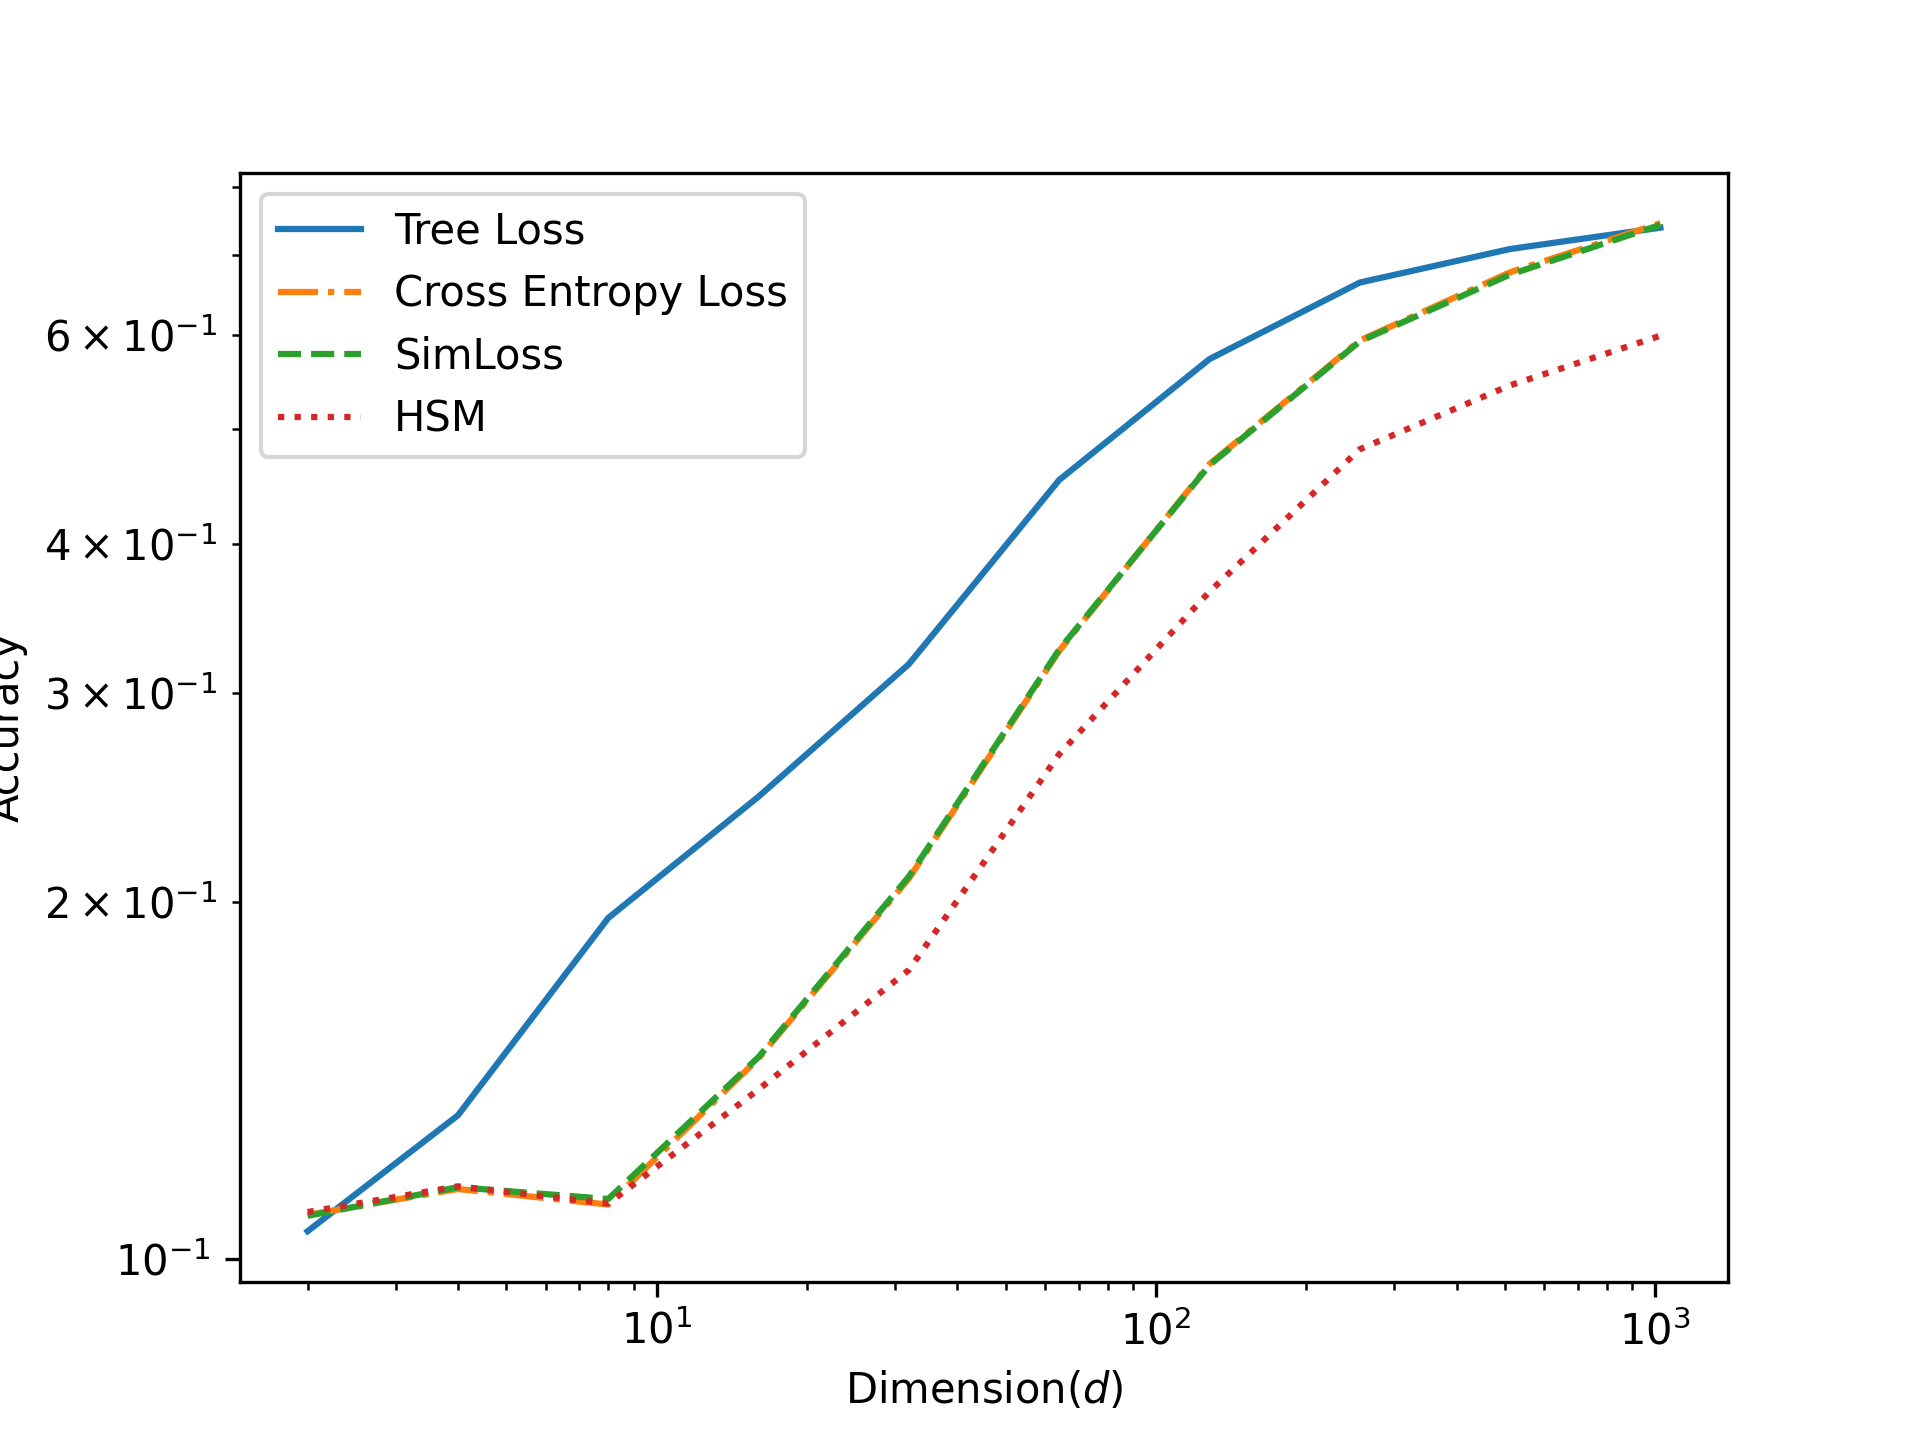 Tree Loss
Cross Entropy Loss
SimLoss
HSM
6 × 10⁻¹
4 × 10⁻¹
3 × 10⁻¹
2 × 10⁻¹
10⁻¹
Accuracy
10¹ 10² 10³
Dimension(d)